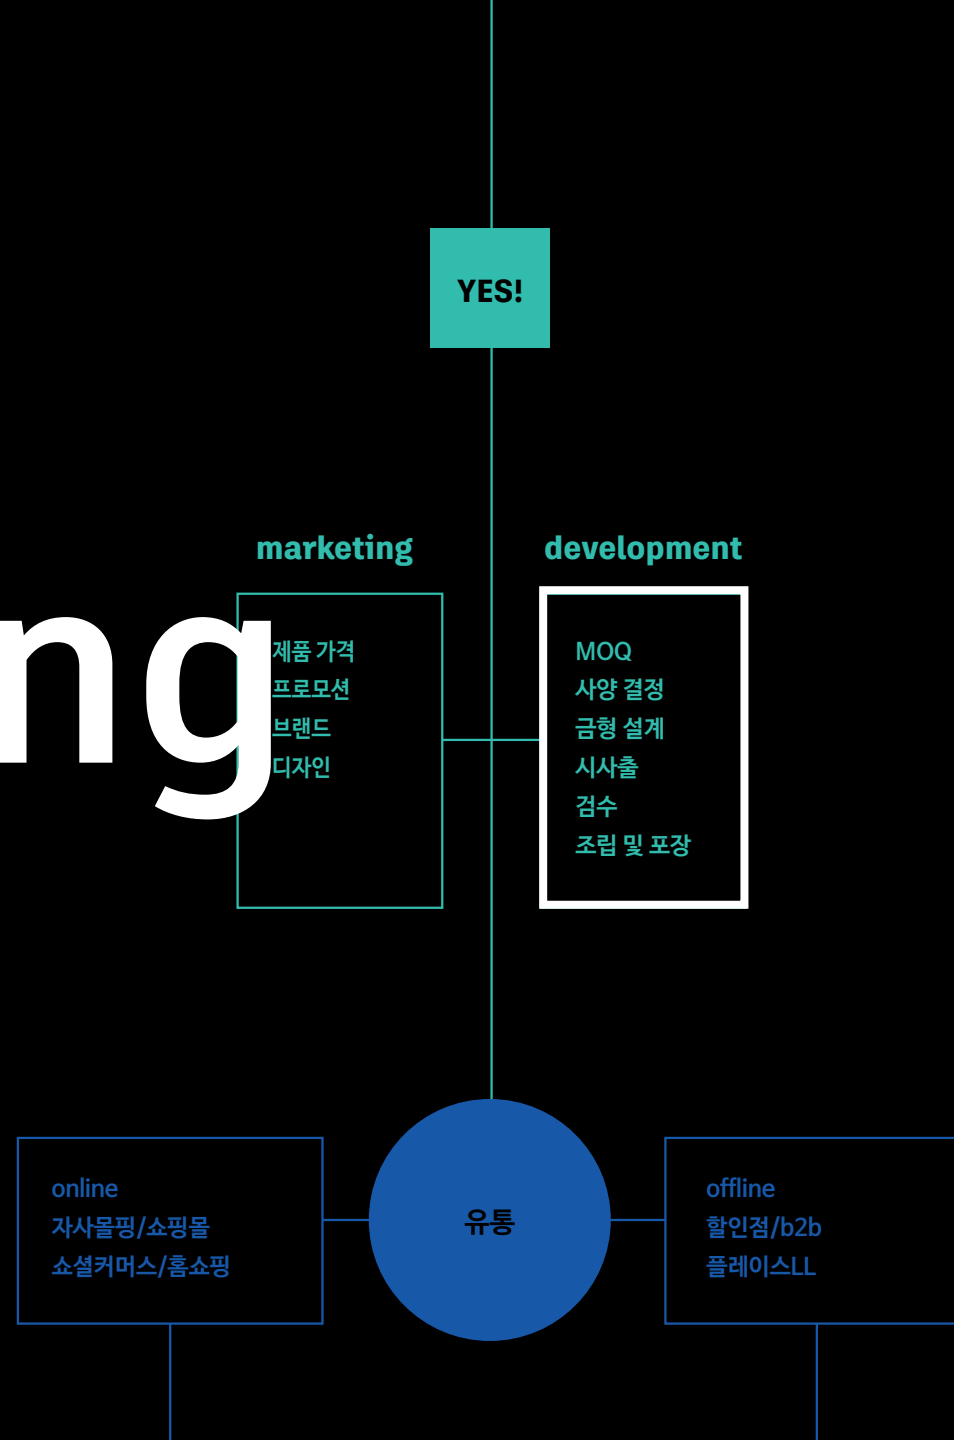 YES!
marketing
development
ng
제품 가격
프로모션
브랜드
디자인
MOQ
사양 결정
금형 설계
시사출
검수
조립 및 포장
유통
online
자사몰핑/쇼핑몰
쇼셜커머스/홈쇼핑
offline
할인점/b2b
플레이스LL